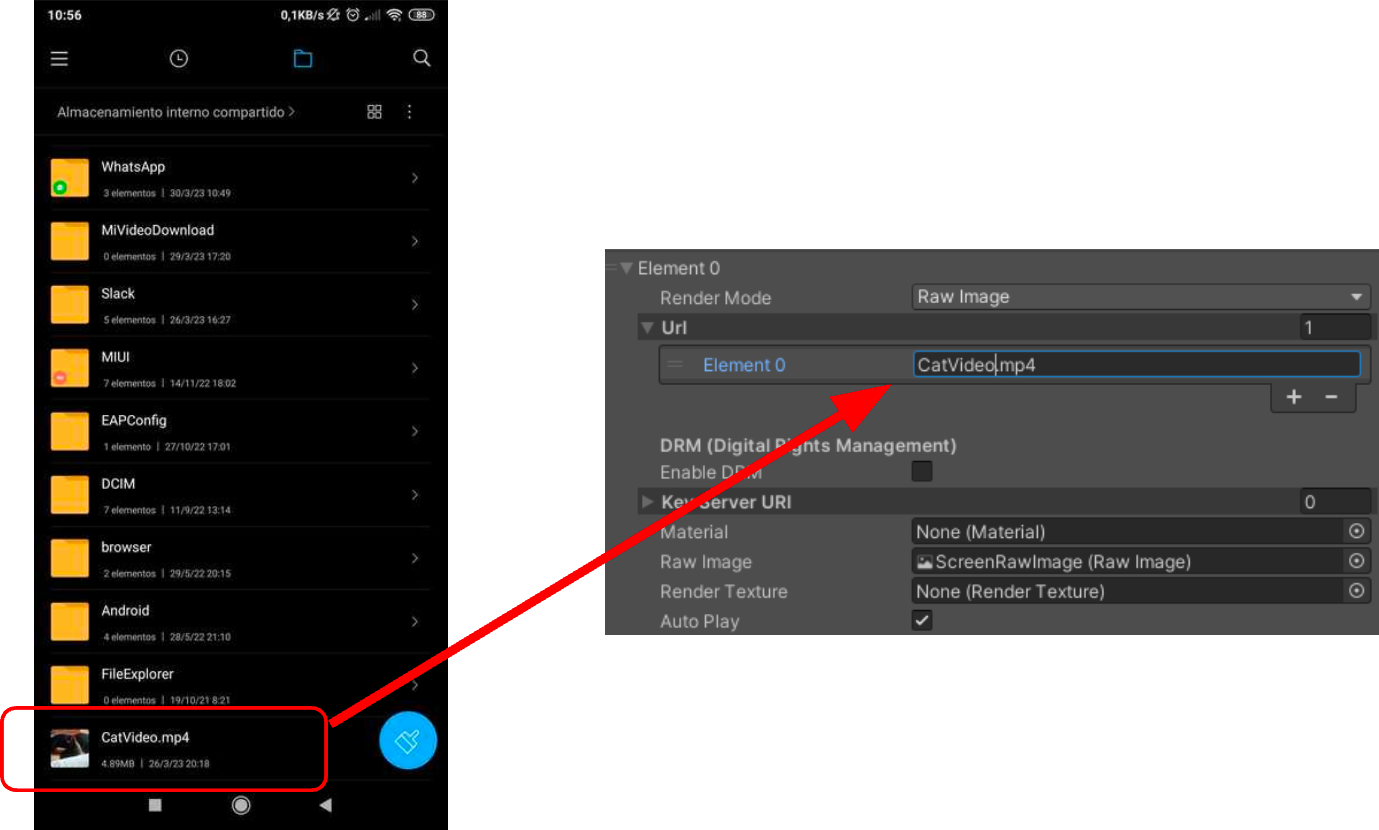 10:56
0,1KB/s
88
Almacenamiento interno compartido
WhatsApp
3 elementos | 30/3/23 10:49
MiVideoDownload
0 elementos | 29/3/23 17:20
Slack
5 elementos | 26/3/23 16:27
MIUI
7 elementos | 14/11/22 18:02
EAPConfig
1 elemento | 27/10/22 17:01
DCIM
7 elementos | 11/9/22 13:14
browser
2 elementos | 29/5/22 20:15
Android
4 elementos | 28/5/22 21:10
FileExplorer
0 elementos | 19/10/21 8:21
CatVideo.mp4
4.89MB | 26/3/23 20:18
Element 0
Render Mode Raw Image
Url 1
Element 0 CatVideo.mp4
+ -
DRM (Digital Rights Management)
Enable DRM
Key Server URI 0
Material None (Material)
Raw Image ScreenRawImage (Raw Image)
Render Texture None (Render Texture)
Auto Play